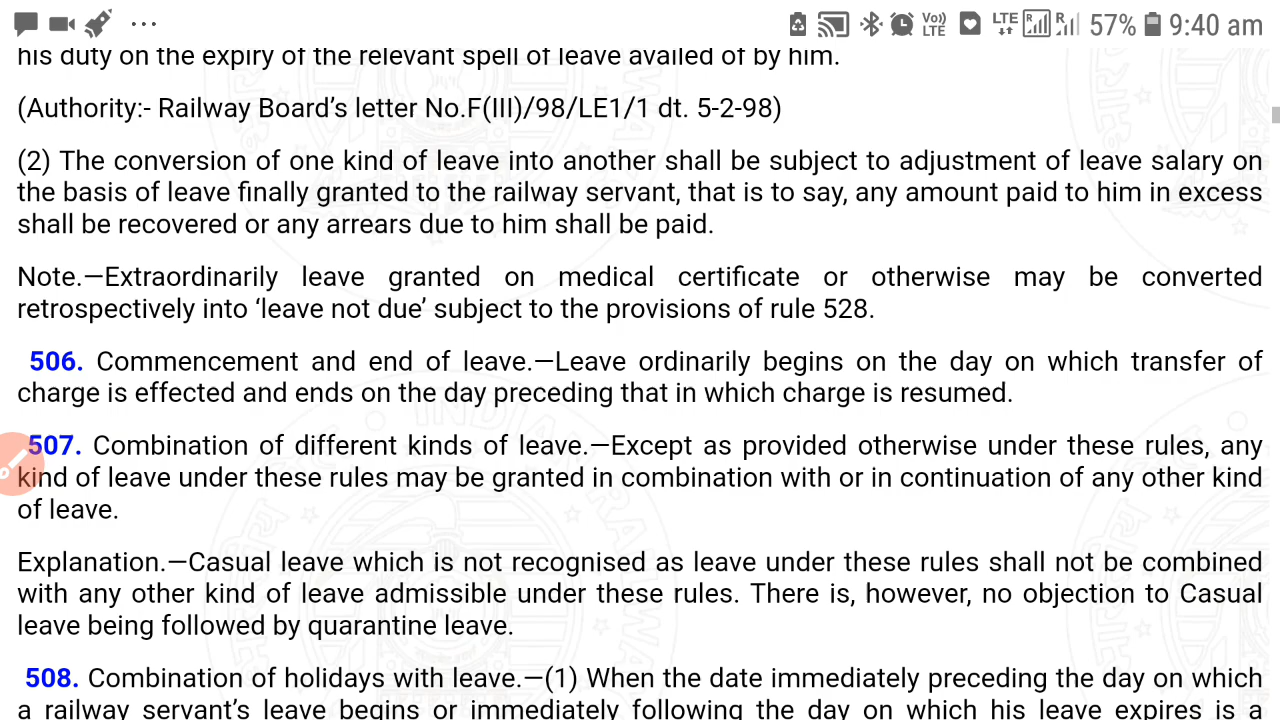 57% 9:40 am
Vo)) LTE LTE R R
his duty on the expiry of the relevant spell of leave availed of by him.
(Authority:- Railway Board’s letter No.F(III)/98/LE1/1 dt. 5-2-98)
(2) The conversion of one kind of leave into another shall be subject to adjustment of leave salary on
the basis of leave finally granted to the railway servant, that is to say, any amount paid to him in excess
shall be recovered or any arrears due to him shall be paid.
Note.—Extraordinarily leave granted on medical certificate or otherwise may be converted
retrospectively into ‘leave not due’ subject to the provisions of rule 528.
506. Commencement and end of leave.—Leave ordinarily begins on the day on which transfer of
charge is effected and ends on the day preceding that in which charge is resumed.
507. Combination of different kinds of leave.—Except as provided otherwise under these rules, any
kind of leave under these rules may be granted in combination with or in continuation of any other kind
of leave.
Explanation.—Casual leave which is not recognised as leave under these rules shall not be combined
with any other kind of leave admissible under these rules. There is, however, no objection to Casual
leave being followed by quarantine leave.
508. Combination of holidays with leave.—(1) When the date immediately preceding the day on which
a railway servant’s leave begins or immediately following the day on which his leave expires is a